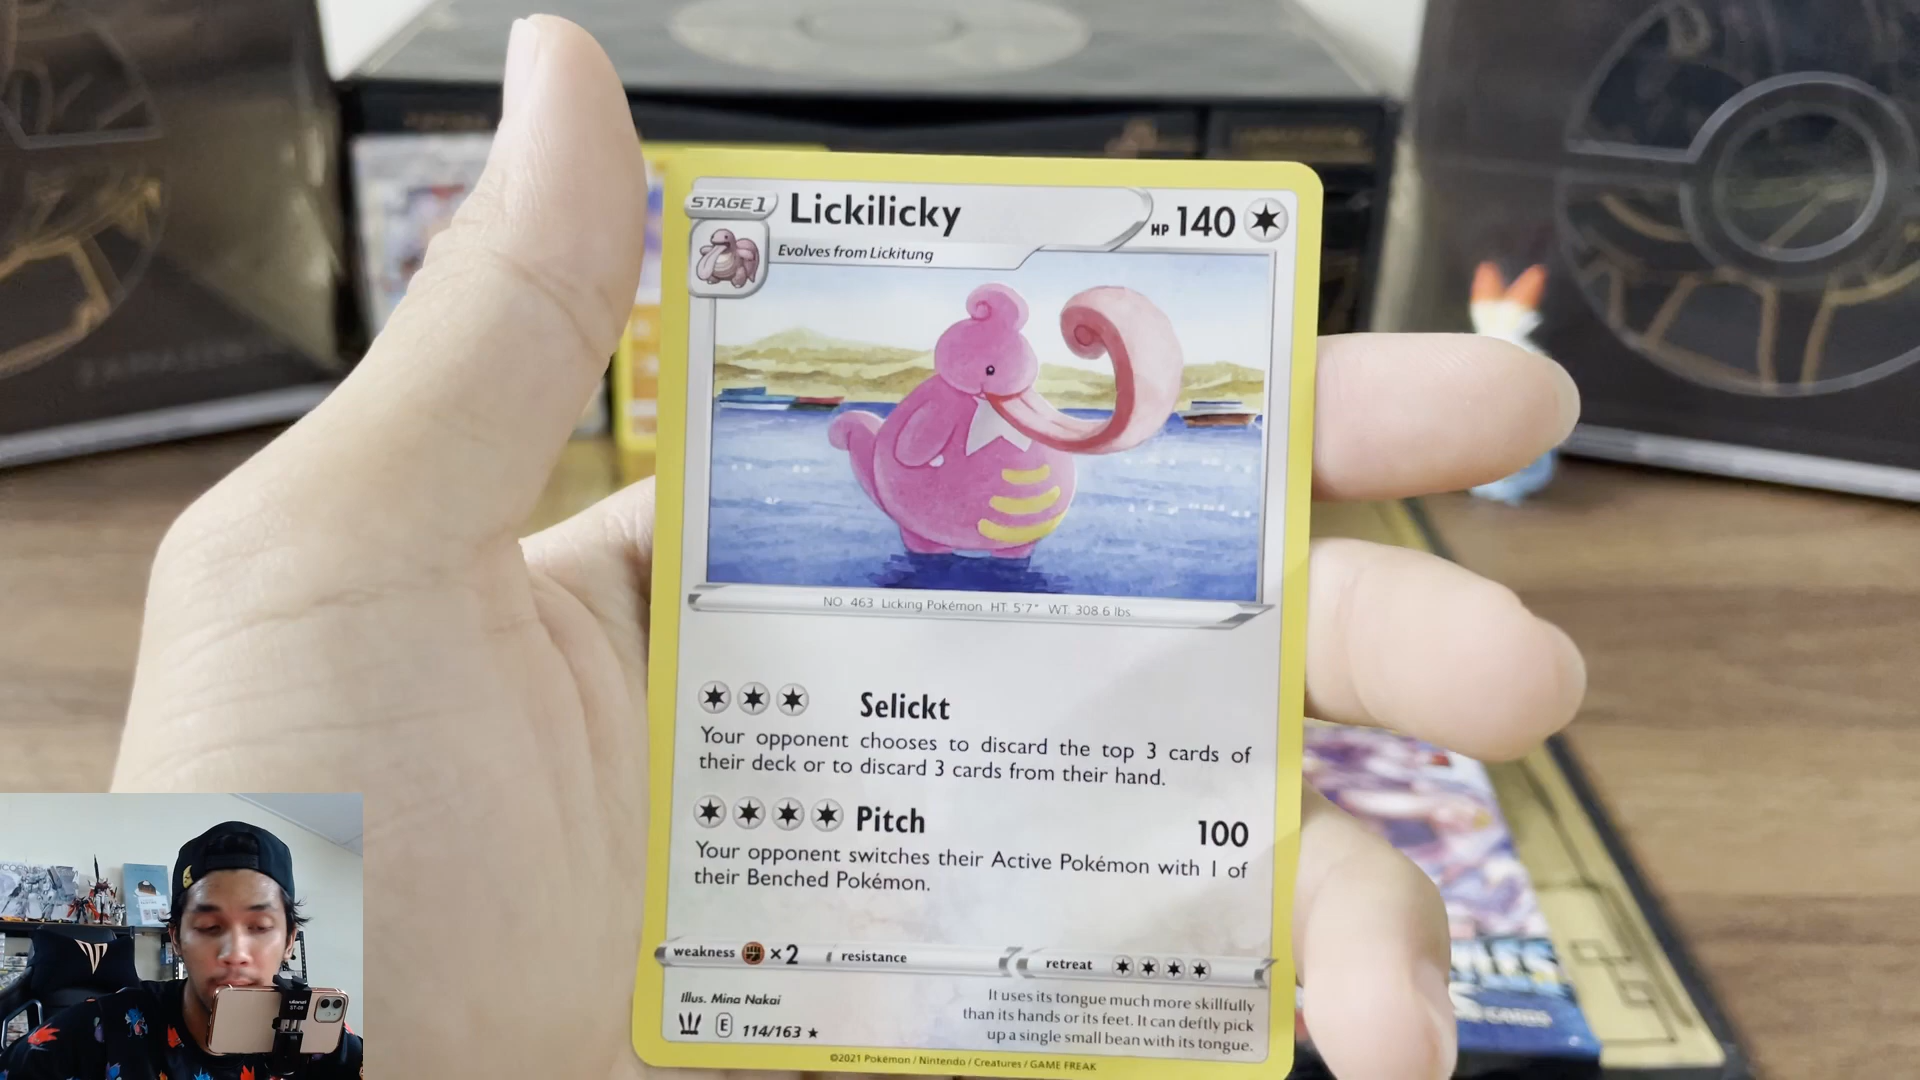 STAGE 1
Lickilicky
HP 140
Evolves from Lickitung
NO. 463 Licking Pokémon HT: 5'7" WT: 308.6 lbs.
Selickt
Your opponent chooses to discard the top 3 cards of
their deck or to discard 3 cards from their hand.
Pitch 100
Your opponent switches their Active Pokémon with 1 of
their Benched Pokémon.
weakness ×2 resistance retreat
Illus. Mina Nakai
It uses its tongue much more skillfully
than its hands or its feet. It can deftly pick
up a single small bean with its tongue.
E 114/163 ★
©2021 Pokémon / Nintendo / Creatures / GAME FREAK